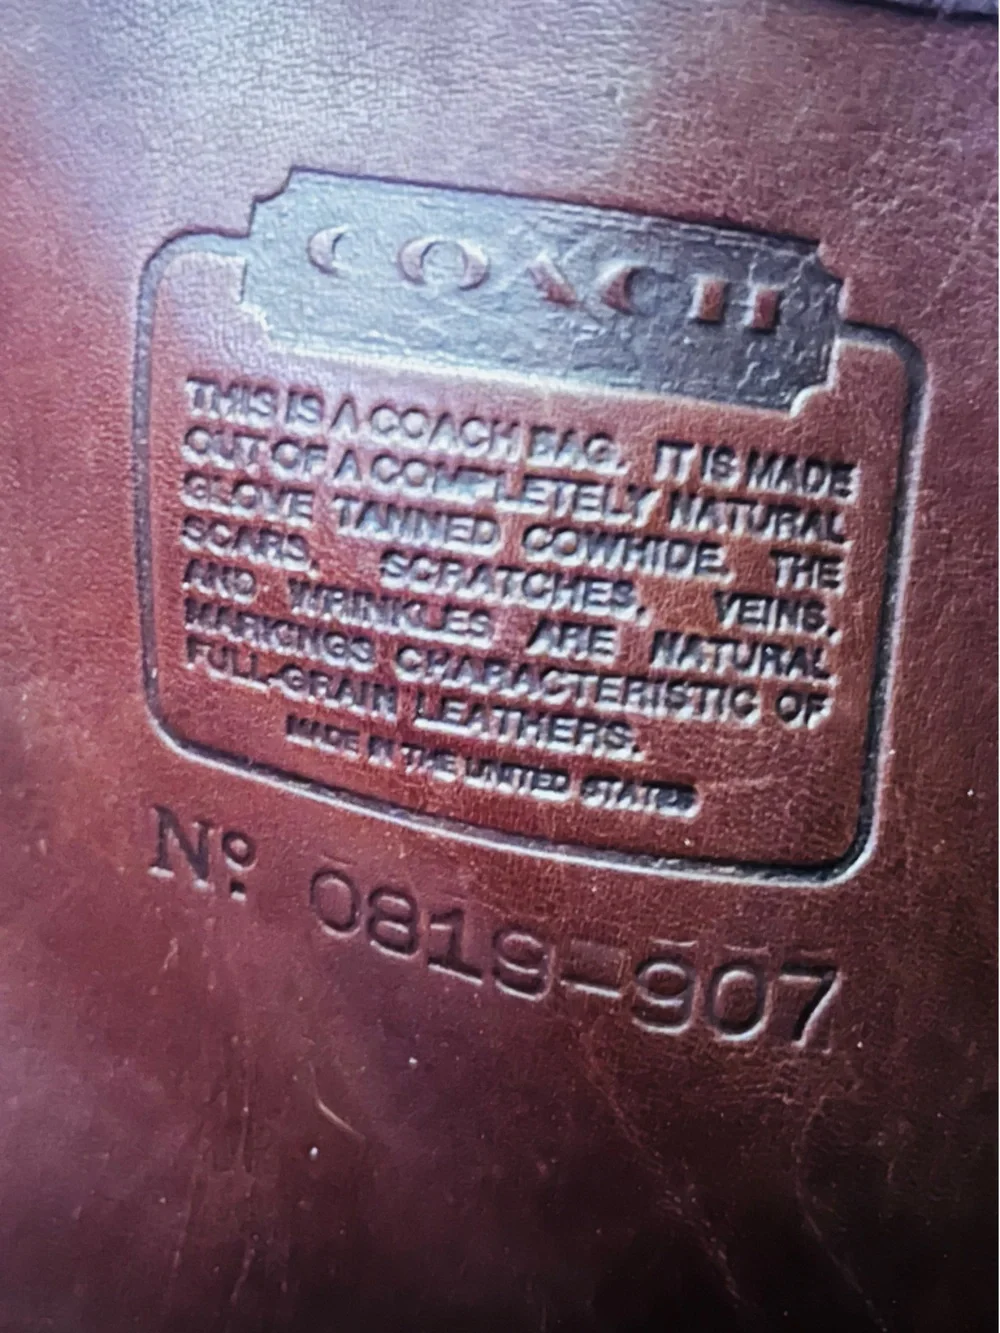 COACH
THIS IS A COACH BAG. IT IS MADE
OUT OF A COMPLETELY NATURAL
GLOVE TANNED COWHIDE. THE
SCARS, SCRATCHES, VEINS,
AND WRINKLES ARE NATURAL
MARKINGS CHARACTERISTIC OF
FULL-GRAIN LEATHERS.
MADE IN THE UNITED STATES
Nº 0819-907